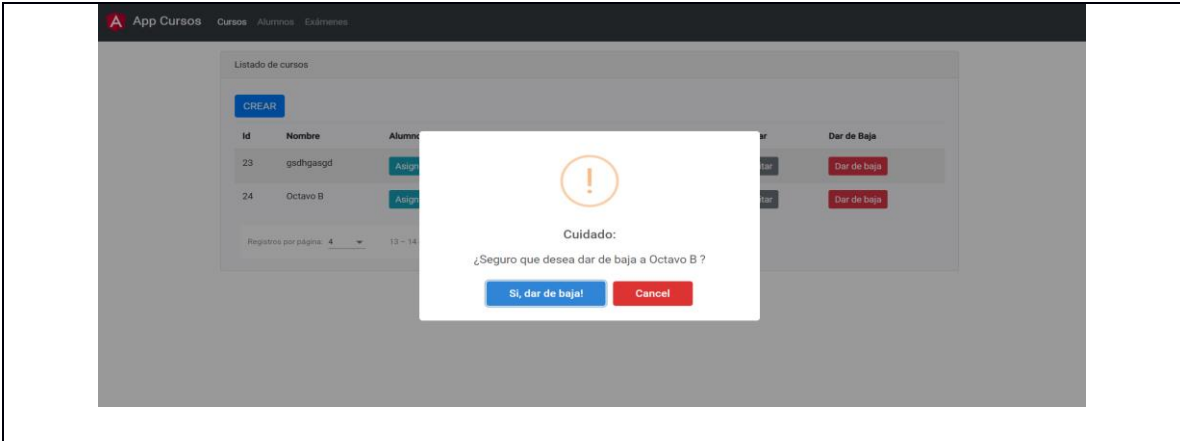 App Cursos Cursos Alumnos Exámenes
Listado de cursos
CREAR
Id Nombre Alumno ar Dar de Baja
23 gsdhgasgd Asign tar Dar de baja
24 Octavo B Asign tar Dar de baja
Registros por página: 4 13 – 14
!
Cuidado:
¿Seguro que desea dar de baja a Octavo B ?
Si, dar de baja! Cancel